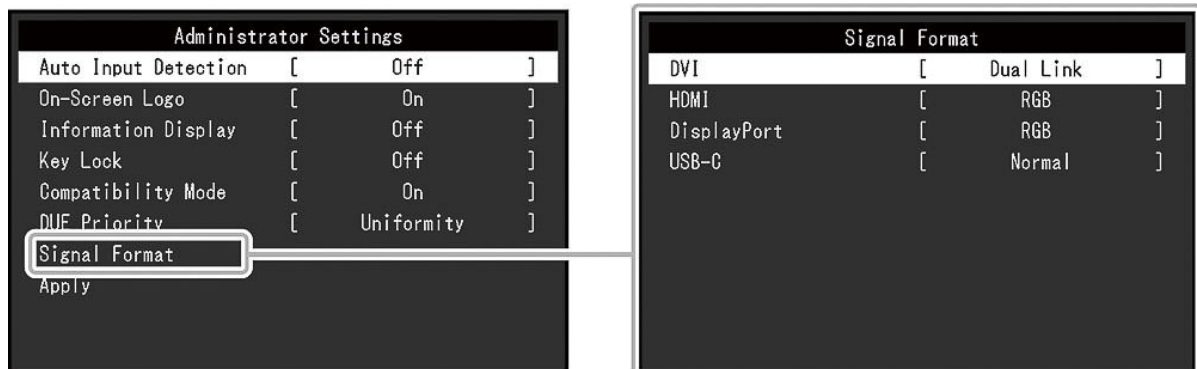 Administrator Settings
Auto Input Detection [ Off ]
On-Screen Logo [ On ]
Information Display [ Off ]
Key Lock [ Off ]
Compatibility Mode [ On ]
DUE Priority [ Uniformity ]
Signal Format
Apply
Signal Format
DVI [ Dual Link ]
HDMI [ RGB ]
DisplayPort [ RGB ]
USB-C [ Normal ]